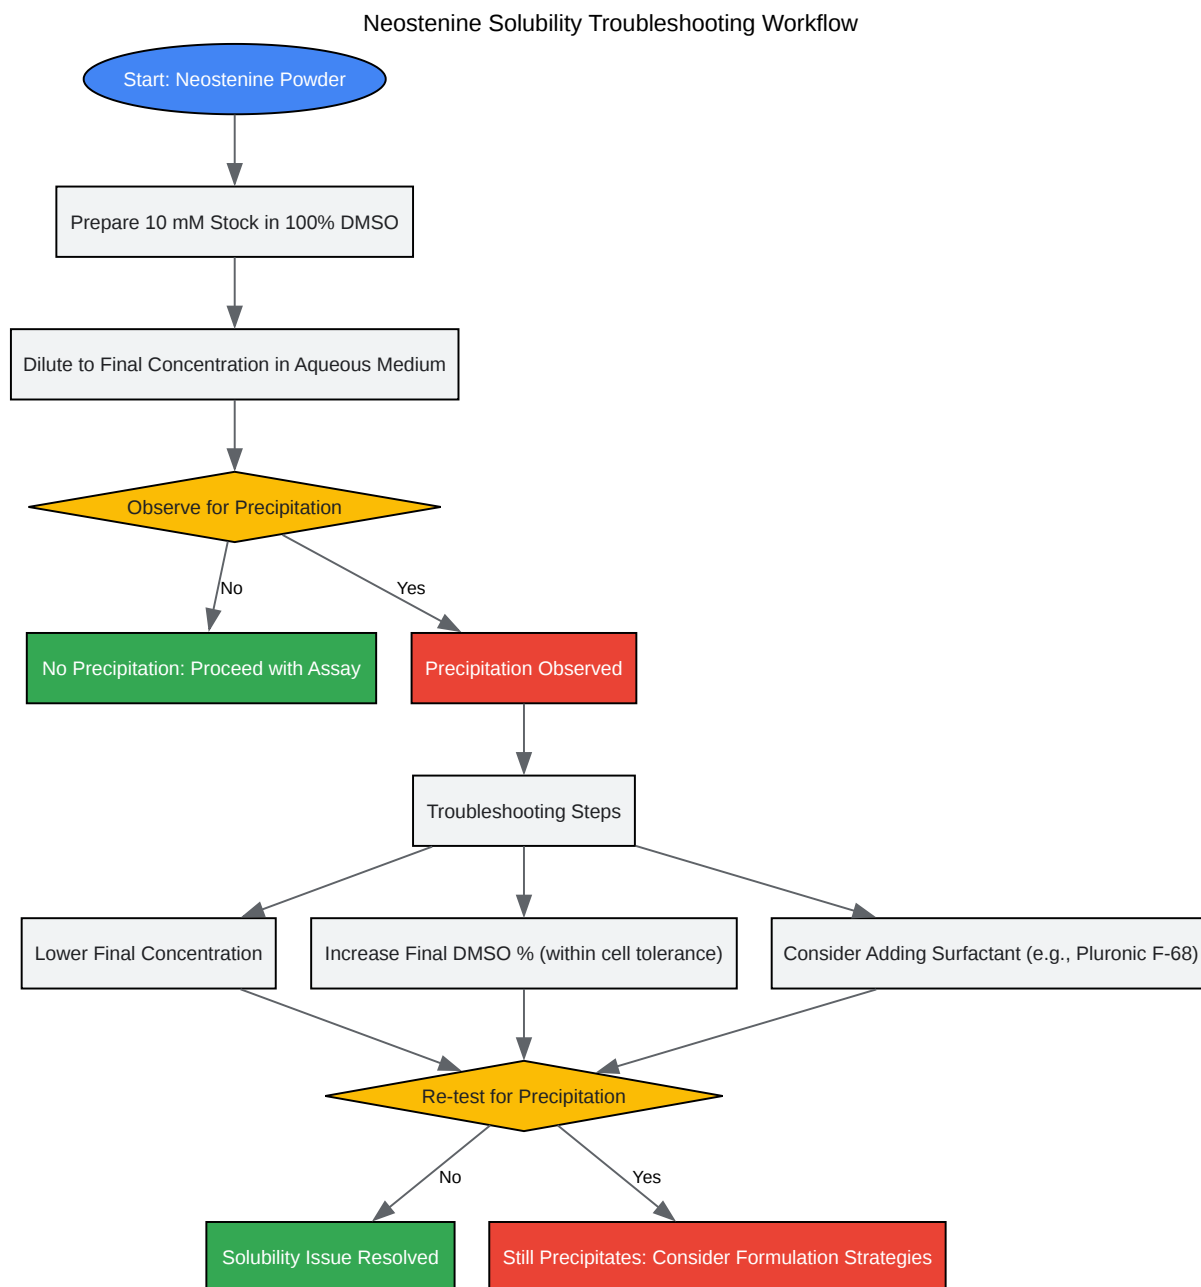 Neostenine Solubility Troubleshooting Workflow
Start: Neostenine Powder
Prepare 10 mM Stock in 100% DMSO
Dilute to Final Concentration in Aqueous Medium
Observe for Precipitation
No
Yes
No Precipitation: Proceed with Assay
Precipitation Observed
Troubleshooting Steps
Lower Final Concentration
Increase Final DMSO % (within cell tolerance)
Consider Adding Surfactant (e.g., Pluronic F-68)
Re-test for Precipitation
No
Yes
Solubility Issue Resolved
Still Precipitates: Consider Formulation Strategies